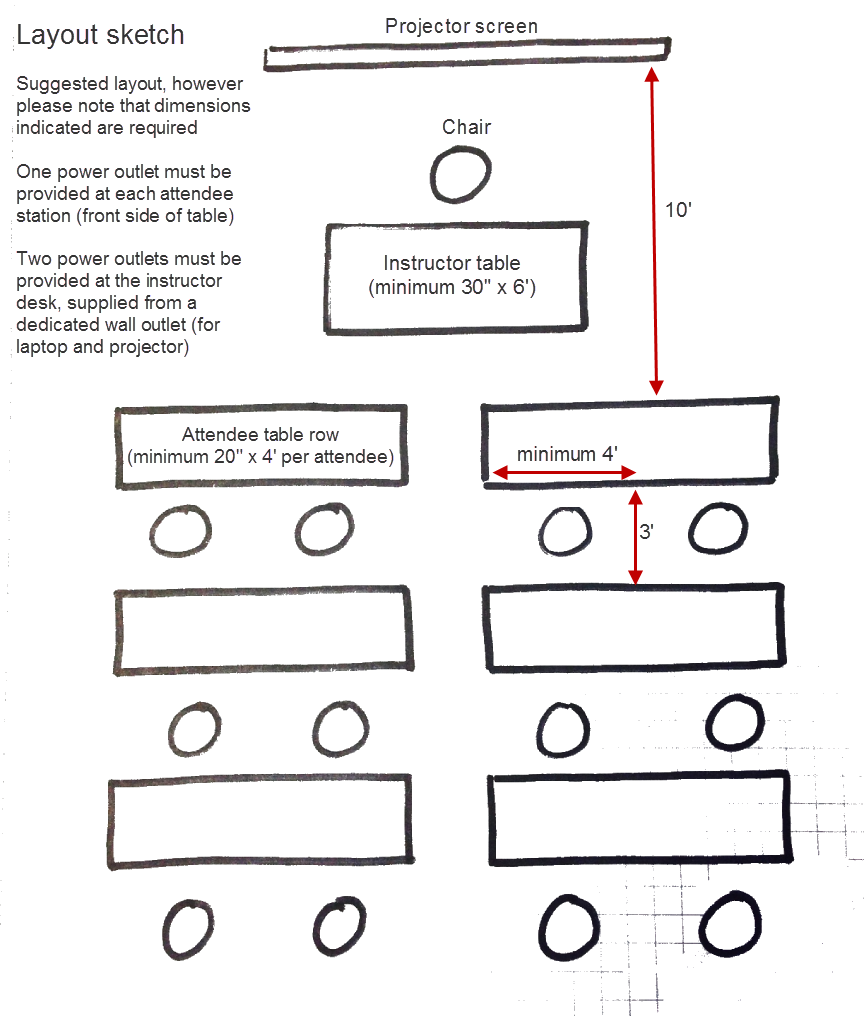 Layout sketch
Projector screen
Suggested layout, however
please note that dimensions
indicated are required
Chair
One power outlet must be
provided at each attendee
station (front side of table)
10'
Two power outlets must be
provided at the instructor
desk, supplied from a
dedicated wall outlet (for
laptop and projector)
Instructor table
(minimum 30" x 6')
Attendee table row
(minimum 20" x 4' per attendee)
minimum 4'
3'